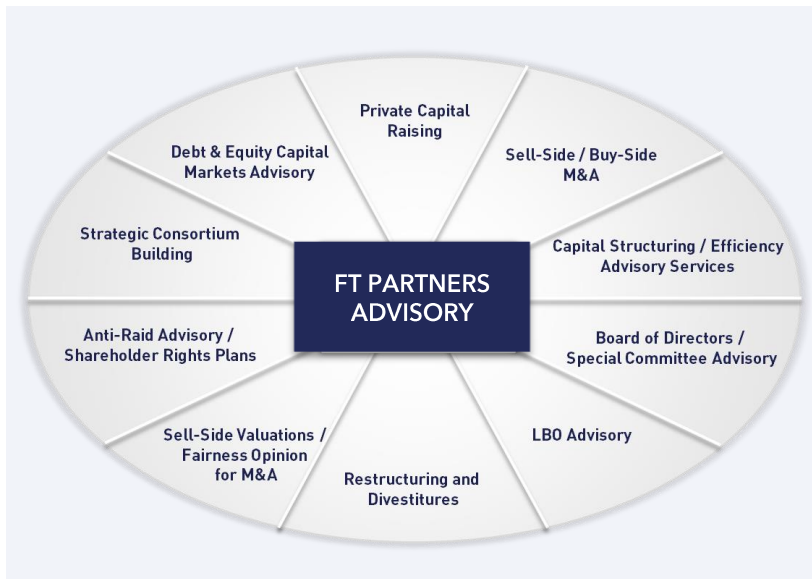 Private Capital
Raising
Sell-Side / Buy-Side
M&A
Capital Structuring / Efficiency
Advisory Services
Board of Directors /
Special Committee Advisory
LBO Advisory
Restructuring and
Divestitures
Sell-Side Valuations /
Fairness Opinion
for M&A
Anti-Raid Advisory /
Shareholder Rights Plans
Strategic Consortium
Building
Debt & Equity Capital
Markets Advisory
FT PARTNERS
ADVISORY